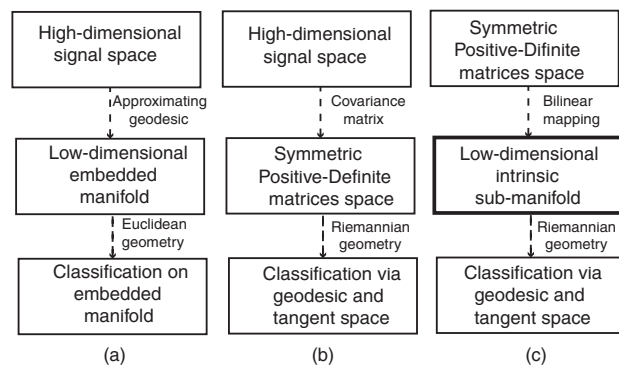 High-dimensional
signal space
Approximating
geodesic
Low-dimensional
embedded
manifold
Euclidean
geometry
Classification on
embedded
manifold
(a)
High-dimensional
signal space
Covariance
matrix
Symmetric
Positive-Definite
matrices space
Riemannian
geometry
Classification via
geodesic and
tangent space
(b)
Symmetric
Positive-Difinite
matrices space
Bilinear
mapping
Low-dimensional
intrinsic
sub-manifold
Riemannian
geometry
Classification via
geodesic and
tangent space
(c)